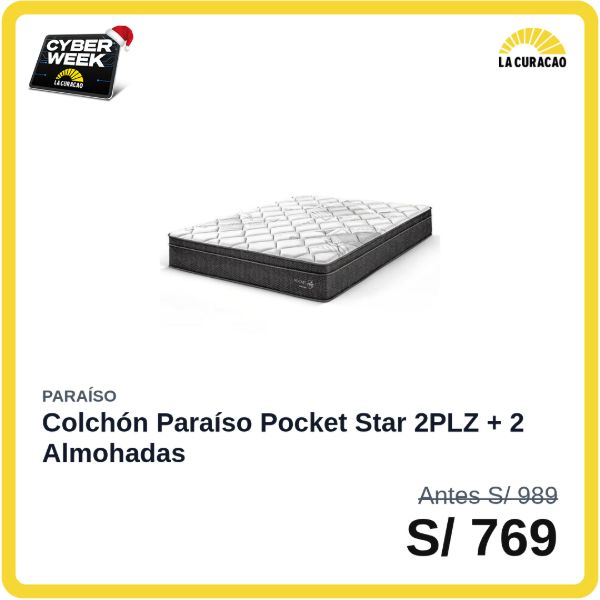 CYBER
WEEK
LA CURACAO
LA CURACAO
PARAÍSO
Colchón Paraíso Pocket Star 2PLZ + 2
Almohadas
Antes S/ 989
S/ 769